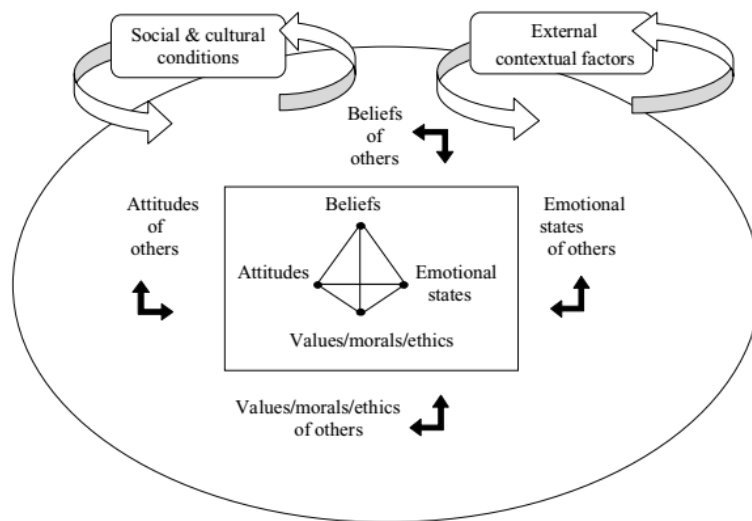 Social & cultural
conditions
External
contextual factors
Beliefs
of
others
Attitudes
of
others
Emotional
states
of others
Beliefs
Attitudes
Emotional
states
Values/morals/ethics
Values/morals/ethics
of others